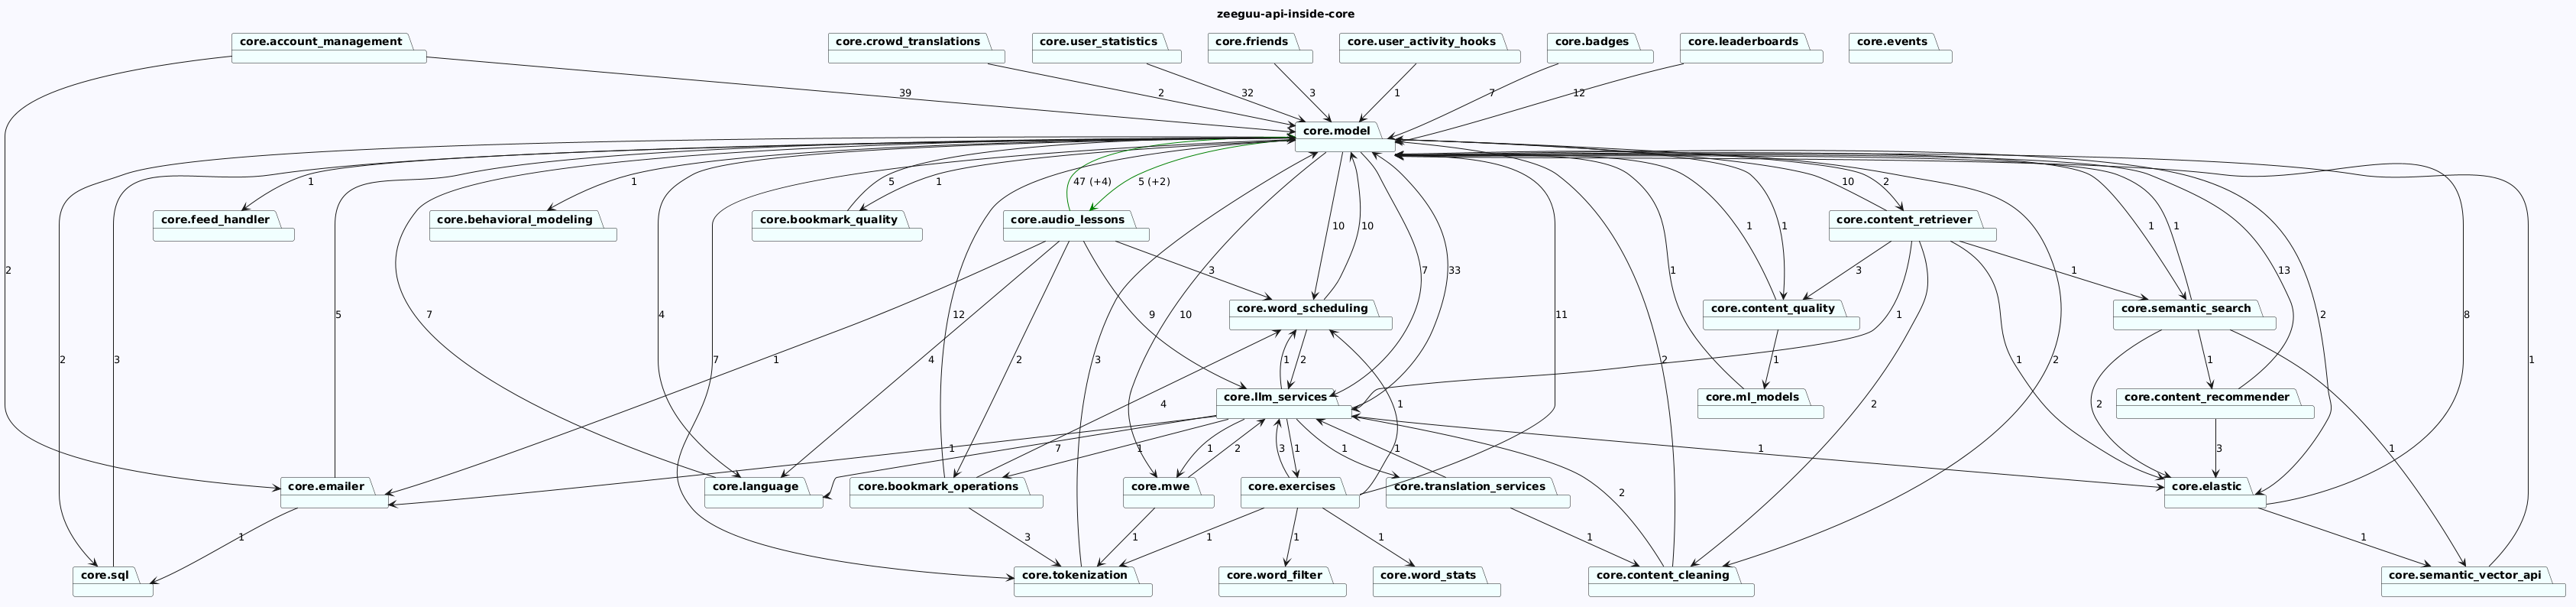 zeeguu-api-inside-core
core.account_management
core.crowd_translations
core.user_statistics
core.friends
core.user_activity_hooks
core.badges
core.leaderboards
core.events
39
2
32
3
1
7
12
core.model
1
1
5
1
47 (+4)
5 (+2)
10
2
core.feed_handler
core.behavioral_modeling
core.bookmark_quality
core.audio_lessons
core.content_retriever
10
10
1
1
1
1
2
3
7
33
3
1
13
core.word_scheduling
core.content_quality
core.semantic_search
5
7
4
12
1
4
2
9
10
11
1
1
1
2
8
2
3
7
1
3
1
2
2
1
1
2
1
1
core.llm_services
core.ml_models
core.content_recommender
4
1
2
2
1
7
1
1
2
3
1
1
1
2
1
3
1
core.emailer
core.language
core.bookmark_operations
core.mwe
core.exercises
core.translation_services
core.elastic
1
3
1
1
1
1
1
1
core.sql
core.tokenization
core.word_filter
core.word_stats
core.content_cleaning
core.semantic_vector_api